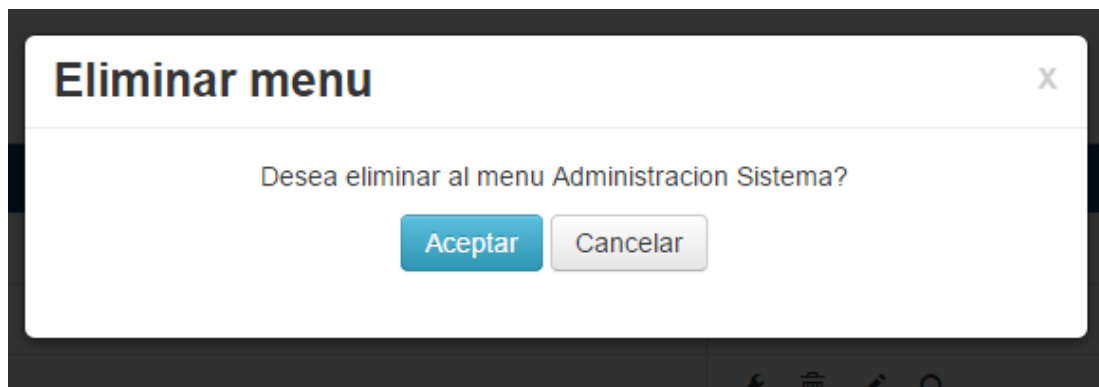 Eliminar menu
x
Desea eliminar al menu Administracion Sistema?
Aceptar
Cancelar